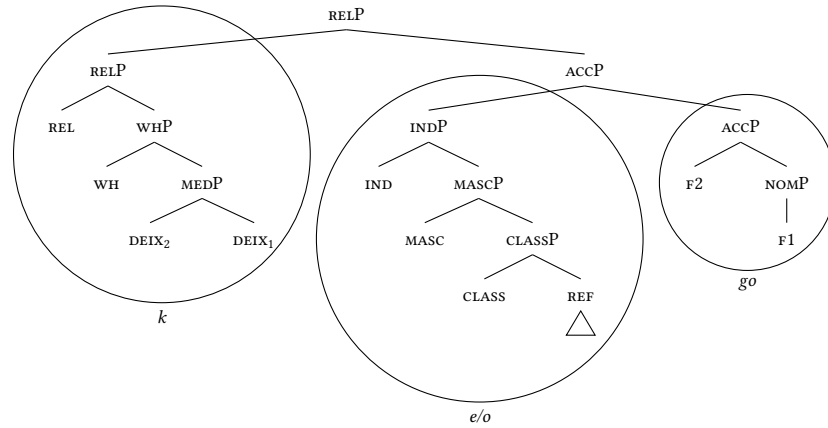 RELP
RELP ACCP
REL WHP INDP ACCP
WH MEDP IND MASCP F2 NOMP
DEIX₂ DEIX₁ MASC CLASSP F1
CLASS REF
go
k
e/o